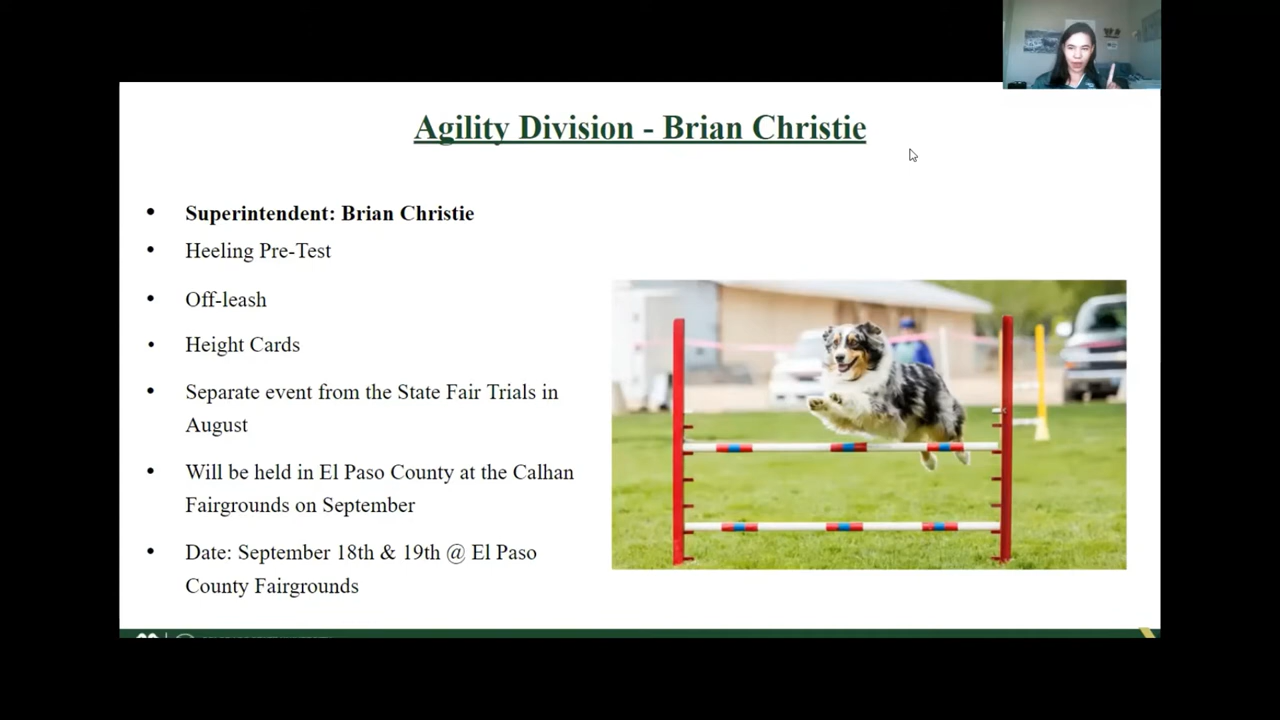 Agility Division - Brian Christie
• Superintendent: Brian Christie
• Heeling Pre-Test
• Off-leash
• Height Cards
• Separate event from the State Fair Trials in
August
• Will be held in El Paso County at the Calhan
Fairgrounds on September
• Date: September 18th & 19th @ El Paso
County Fairgrounds